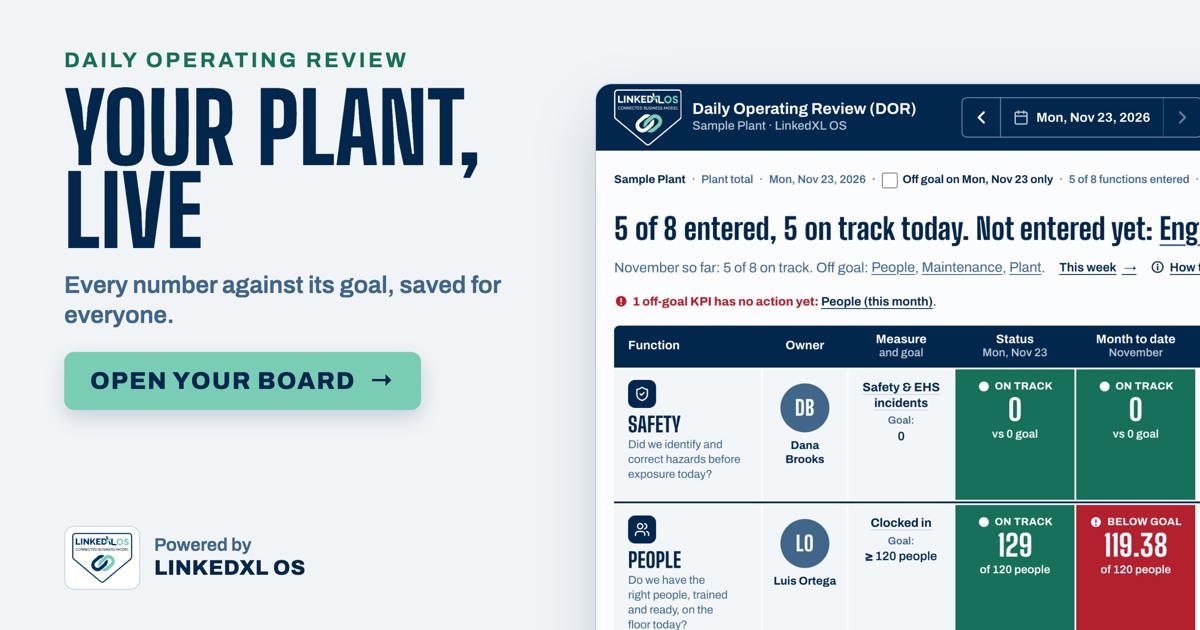 DAILY OPERATING REVIEW
YOUR PLANT,
LIVE
Every number against its goal, saved for
everyone.
OPEN YOUR BOARD →
LINKEDXL OS
CONNECTED BUSINESS MODEL
Powered by
LINKEDXL OS
LINKEDXL OS
CONNECTED BUSINESS MODEL
Daily Operating Review (DOR)
Sample Plant · LinkedXL OS
Mon, Nov 23, 2026
Sample Plant · Plant total · Mon, Nov 23, 2026 · Off goal on Mon, Nov 23 only · 5 of 8 functions entered ·
5 of 8 entered, 5 on track today. Not entered yet: Eng
November so far: 5 of 8 on track. Off goal: People, Maintenance, Plant. This week → How t
1 off-goal KPI has no action yet: People (this month).
Function
Owner
Measure
and goal
Status
Mon, Nov 23
Month to date
November
SAFETY
Did we identify and
correct hazards before
exposure today?
DB
Dana
Brooks
Safety & EHS
incidents
Goal:
0
ON TRACK
0
vs 0 goal
ON TRACK
0
vs 0 goal
PEOPLE
Do we have the
right people, trained
and ready, on the
floor today?
LO
Luis Ortega
Clocked in
Goal:
≥ 120 people
ON TRACK
129
of 120 people
BELOW GOAL
119.38
of 120 people